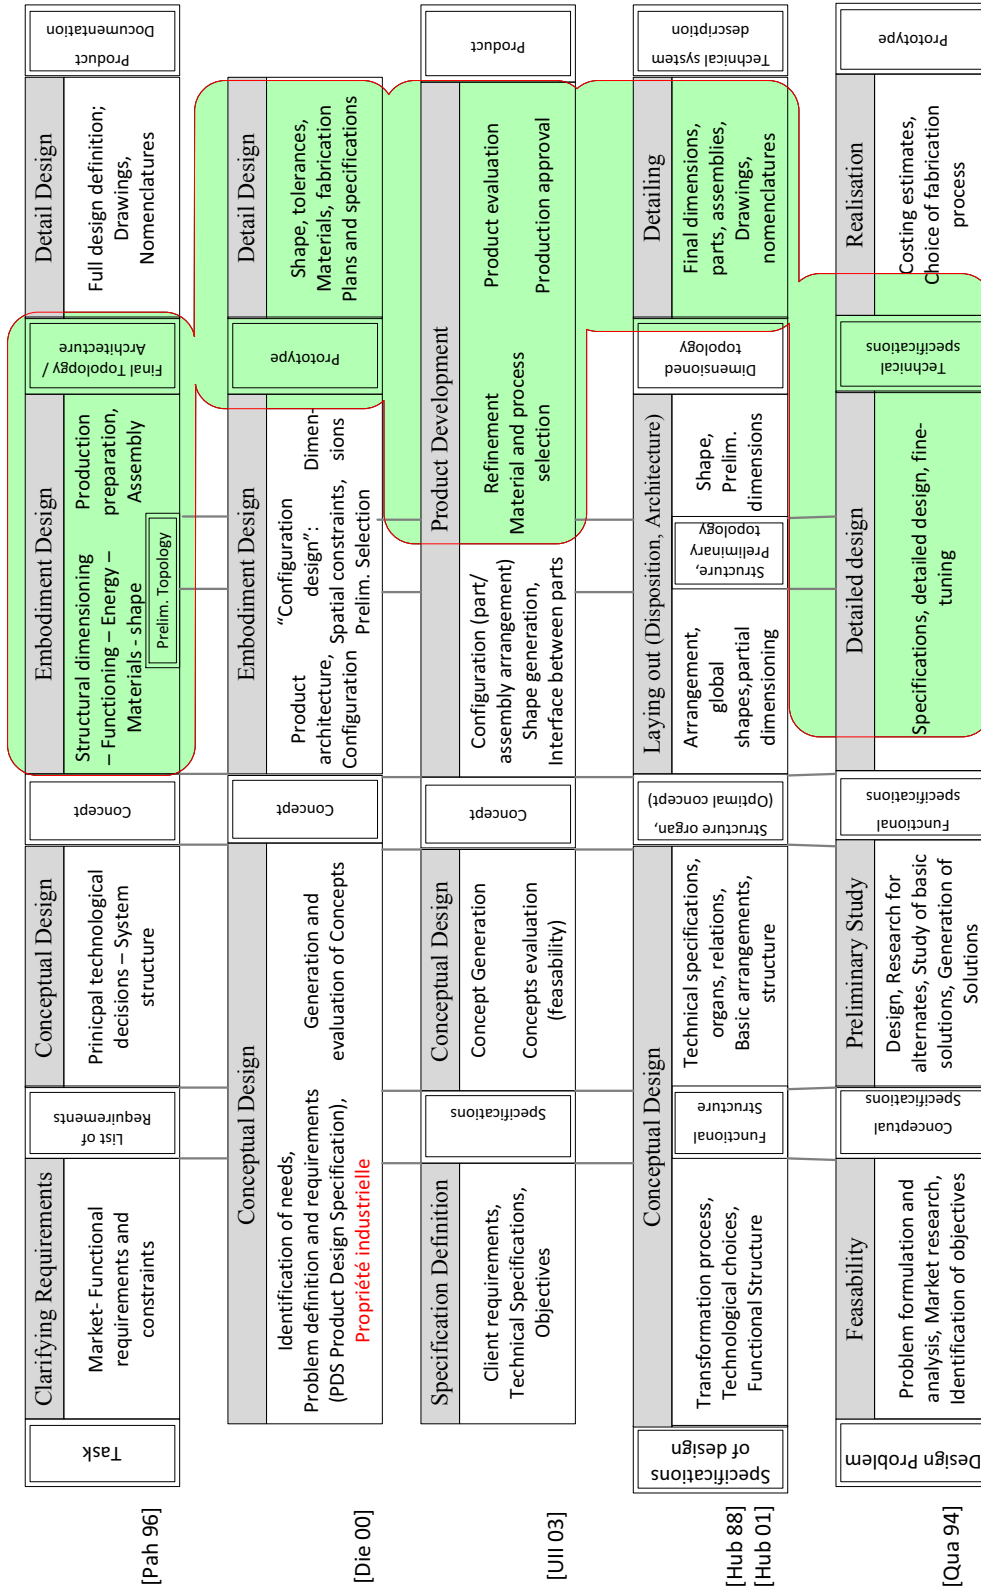 [Pah 96]
Task
Clarifying Requirements
Market- Functional
requirements and
constraints
List of
Requirements
Conceptual Design
Prinicpal technological
decisions – System
structure
Concept
Embodiment Design
Structural dimensioning
– Functioning – Energy –
Materials - shape
Prelim. Topology
Production
preparation,
Assembly
Final Topology /
Architecture
Detail Design
Full design definition;
Drawings,
Nomenclatures
Product
Documentation
[Die 00]
Conceptual Design
Identification of needs,
Problem definition and requirements
(PDS Product Design Specification),
Propriété industrielle
Generation and
evaluation of Concepts
Concept
Embodiment Design
Product
architecture,
Configuration
“Configuration
design”:
Spatial constraints,
Prelim. Selection
Dimen-
sions
Prototype
Detail Design
Shape, tolerances,
Materials, fabrication
Plans and specifications
[Ull 03]
Specification Definition
Client requirements,
Technical Specifications,
Objectives
Specifications
Conceptual Design
Concept Generation
Concepts evaluation
(feasability)
Concept
Product Development
Configuration (part/
assembly arrangement)
Shape generation,
Interface between parts
Refinement
Material and process
selection
Product evaluation
Production approval
Product
[Hub 88]
[Hub 01]
Specifications
of design
Conceptual Design
Transformation process,
Technological choices,
Functional Structure
Functional
Structure
Technical specifications,
organs, relations,
Basic arrangements,
structure
Structure organ,
(Optimal concept)
Laying out (Disposition, Architecture)
Arrangement,
global
shapes,partial
dimensioning
Structure,
Preliminary
topology
Shape,
Prelim.
dimensions
Dimensioned
topology
Detailing
Final dimensions,
parts, assemblies,
Drawings,
nomenclatures
Technical system
description
[Qua 94]
Design Problem
Feasability
Problem formulation and
analysis, Market research,
Identification of objectives
Conceptual
Specifications
Preliminary Study
Design, Research for
alternates, Study of basic
solutions, Generation of
Solutions
Functional
specifications
Detailed design
Specifications, detailed design, fine-
tuning
Technical
specifications
Realisation
Costing estimates,
Choice of fabrication
process
Prototype